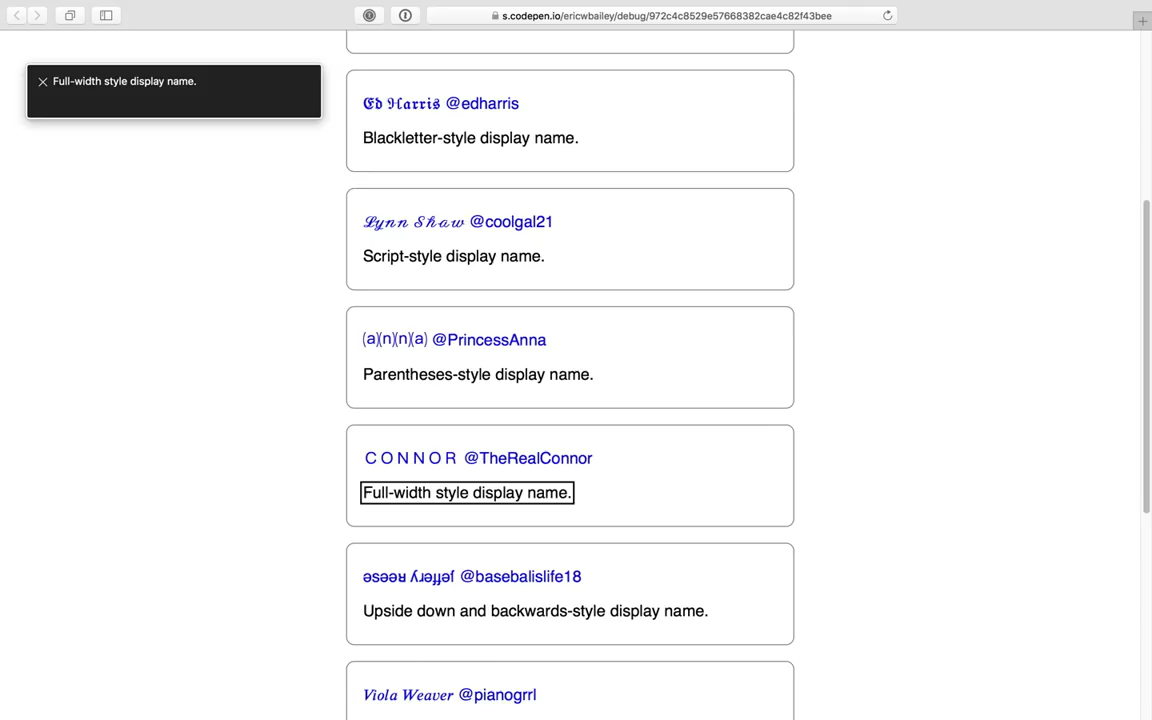 s.codepen.io/ericwbailey/debug/972c4c8529e57668382cae4c82f43bee
Full-width style display name.
𝕰𝖉 ℌ𝖆𝖗𝖗𝖎𝖘 @edharris
Blackletter-style display name.
ℒ𝓎𝓃𝓃 𝒮𝒽𝒶𝓌 @coolgal21
Script-style display name.
⒜⒩⒩⒜ @PrincessAnna
Parentheses-style display name.
ＣＯＮＮＯＲ @TheRealConnor
Full-width style display name.
ǝsǝǝɹ ʎɹǝɟɟǝſ @basebalislife18
Upside down and backwards-style display name.
𝑉𝑖𝑜𝑙𝑎 𝑊𝑒𝑎𝑣𝑒𝑟 @pianogrrl